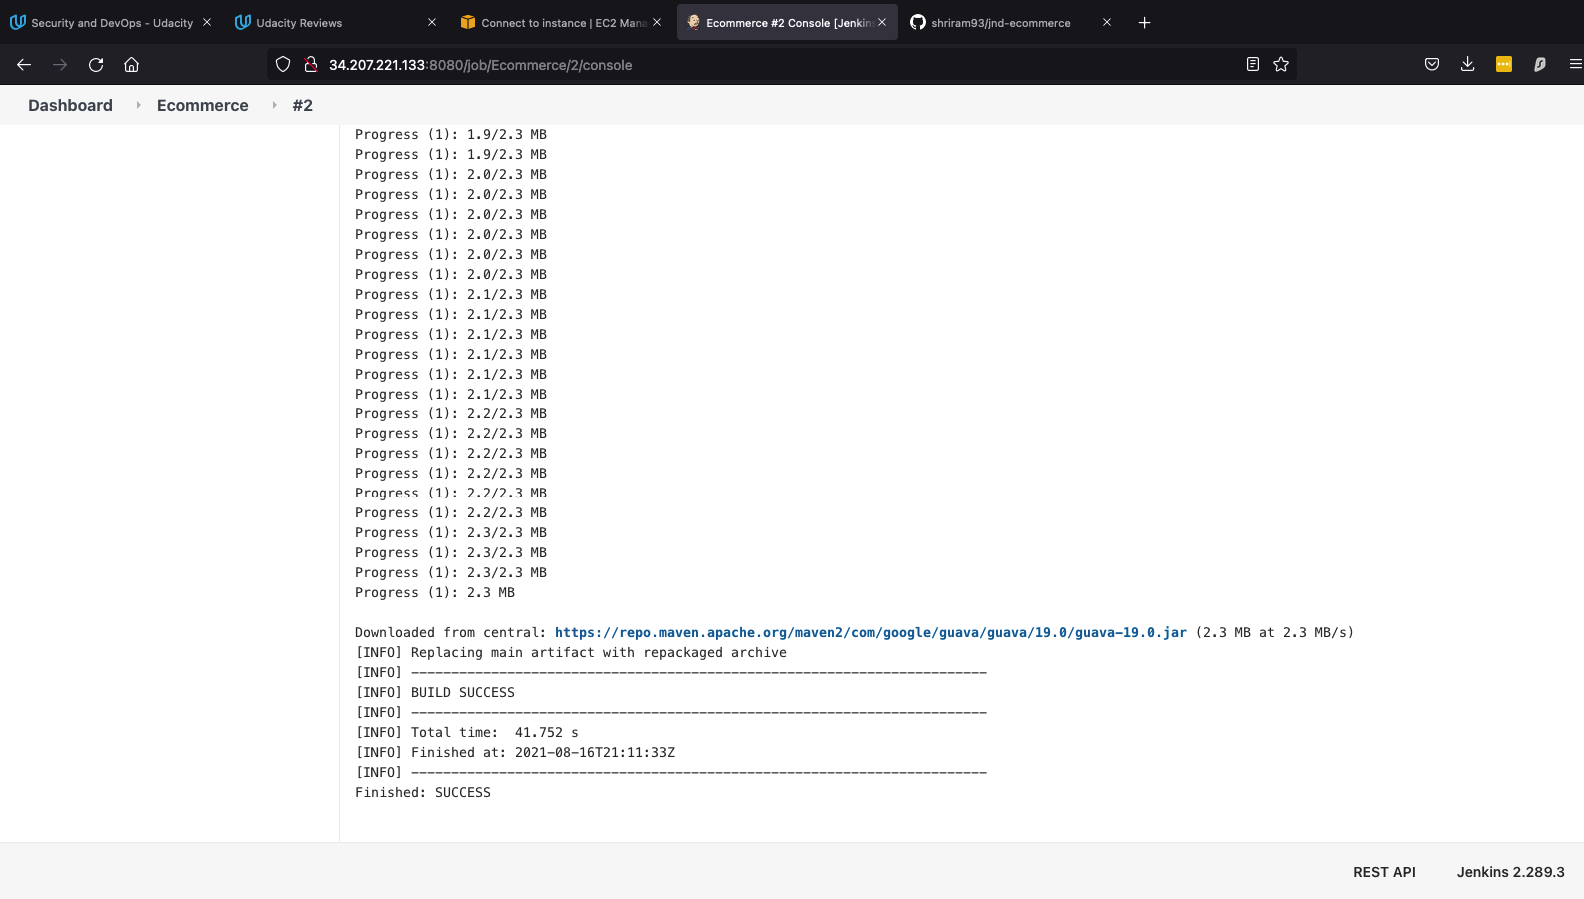 Security and DevOps - Udacity
Udacity Reviews
Connect to instance | EC2 Mana
Ecommerce #2 Console [Jenkin
shriram93/jnd-ecommerce
34.207.221.133:8080/job/Ecommerce/2/console
Dashboard
Ecommerce
#2
Progress (1): 1.9/2.3 MB
Progress (1): 1.9/2.3 MB
Progress (1): 2.0/2.3 MB
Progress (1): 2.0/2.3 MB
Progress (1): 2.0/2.3 MB
Progress (1): 2.0/2.3 MB
Progress (1): 2.0/2.3 MB
Progress (1): 2.0/2.3 MB
Progress (1): 2.1/2.3 MB
Progress (1): 2.1/2.3 MB
Progress (1): 2.1/2.3 MB
Progress (1): 2.1/2.3 MB
Progress (1): 2.1/2.3 MB
Progress (1): 2.1/2.3 MB
Progress (1): 2.2/2.3 MB
Progress (1): 2.2/2.3 MB
Progress (1): 2.2/2.3 MB
Progress (1): 2.2/2.3 MB
Progress (1): 2.2/2.3 MB
Progress (1): 2.2/2.3 MB
Progress (1): 2.3/2.3 MB
Progress (1): 2.3/2.3 MB
Progress (1): 2.3/2.3 MB
Progress (1): 2.3 MB
Downloaded from central: https://repo.maven.apache.org/maven2/com/google/guava/guava/19.0/guava-19.0.jar (2.3 MB at 2.3 MB/s)
[INFO] Replacing main artifact with repackaged archive
[INFO] ------------------------------------------------------------------------
[INFO] BUILD SUCCESS
[INFO] ------------------------------------------------------------------------
[INFO] Total time:  41.752 s
[INFO] Finished at: 2021-08-16T21:11:33Z
[INFO] ------------------------------------------------------------------------
Finished: SUCCESS
REST API
Jenkins 2.289.3